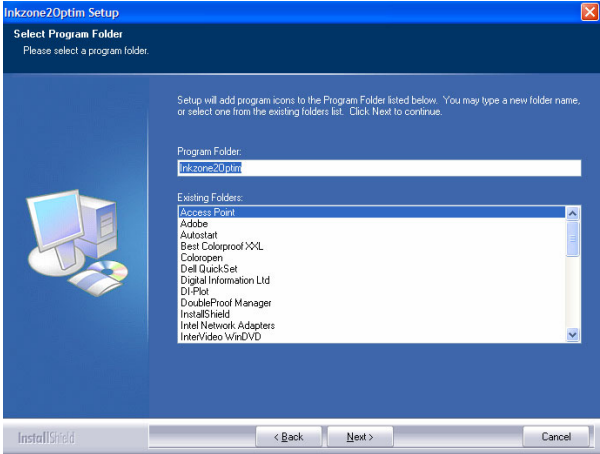 Inkzone2Optim Setup
Select Program Folder
Please select a program folder.
Setup will add program icons to the Program Folder listed below. You may type a new folder name,
or select one from the existing folders list. Click Next to continue.
Program Folder:
Inkzone2Optim
Existing Folders:
Access Point
Adobe
Autostart
Best Colorproof XXL
Coloropen
Dell QuickSet
Digital Information Ltd
DI-Plot
DoubleProof Manager
InstallShield
Intel Network Adapters
InterVideo WinDVD
InstallShield
< Back
Next >
Cancel